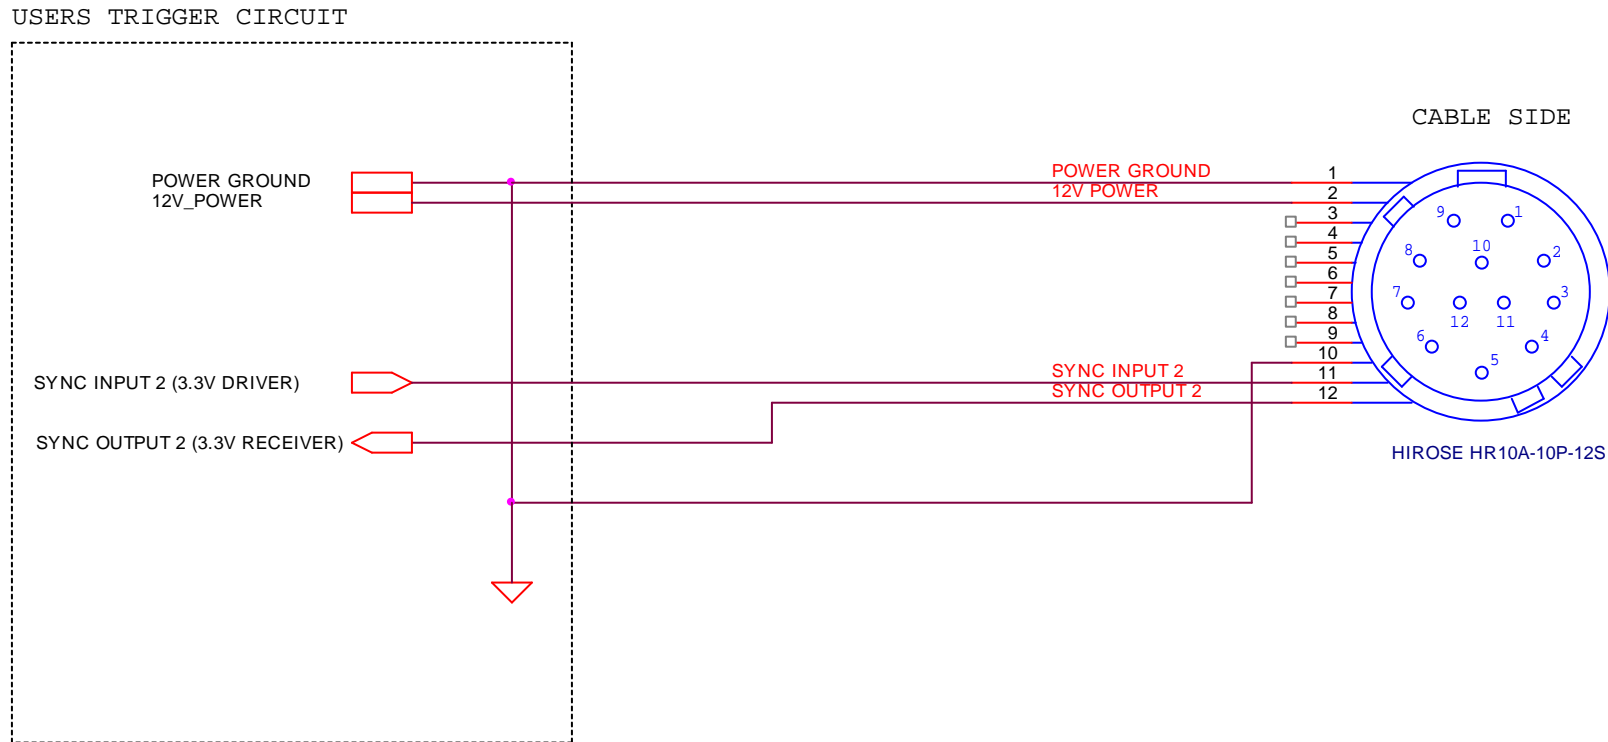 USERS TRIGGER CIRCUIT
CABLE SIDE
POWER GROUND
12V_POWER
POWER GROUND
12V POWER
1
2
3
4
5
6
7
8
9
10
11
12
9
1
10
8
2
7
3
12
11
6
4
5
SYNC INPUT 2 (3.3V DRIVER)
SYNC INPUT 2
SYNC OUTPUT 2
SYNC OUTPUT 2 (3.3V RECEIVER)
HIROSE HR10A-10P-12S